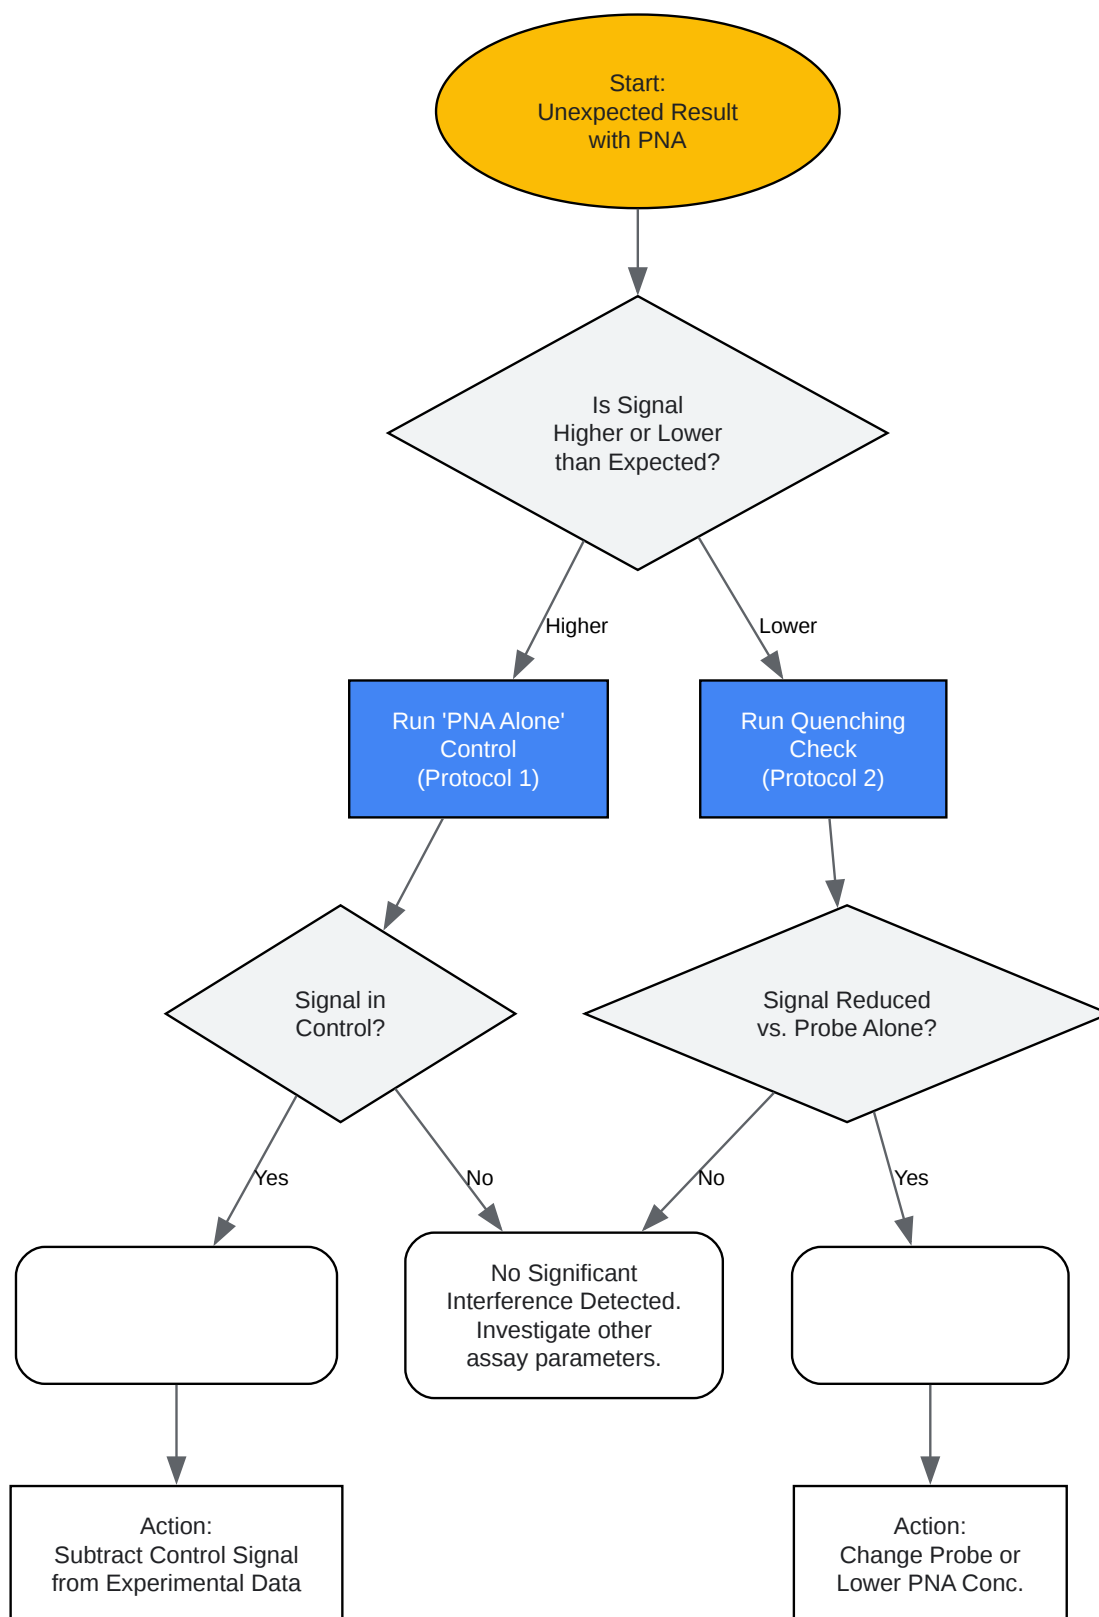 Start:
Unexpected Result
with PNA
Is Signal
Higher or Lower
than Expected?
Higher
Lower
Run 'PNA Alone'
Control
(Protocol 1)
Run Quenching
Check
(Protocol 2)
Signal in
Control?
Signal Reduced
vs. Probe Alone?
Yes
No
No
Yes
No Significant
Interference Detected.
Investigate other
assay parameters.
Action:
Subtract Control Signal
from Experimental Data
Action:
Change Probe or
Lower PNA Conc.